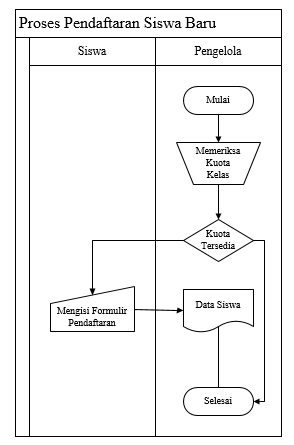 Proses Pendaftaran Siswa Baru
Siswa
Pengelola
Mulai
Memeriksa
Kuota
Kelas
Kuota
Tersedia
Mengisi Formulir
Pendaftaran
Data Siswa
Selesai